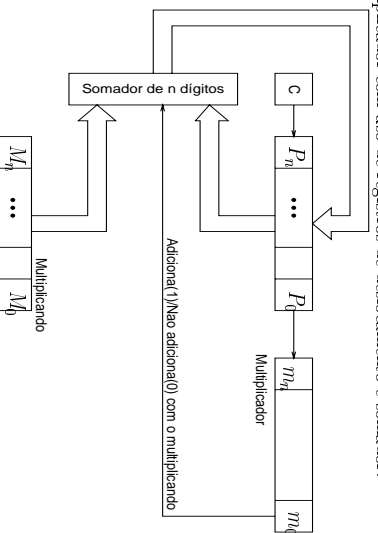 C
P_n ... P_0
m_n m_0
Multiplicador
Somador de n dígitos
Adiciona(1)/Nao adiciona(0) com o multiplicando
Multiplicando
M_n ... M_0